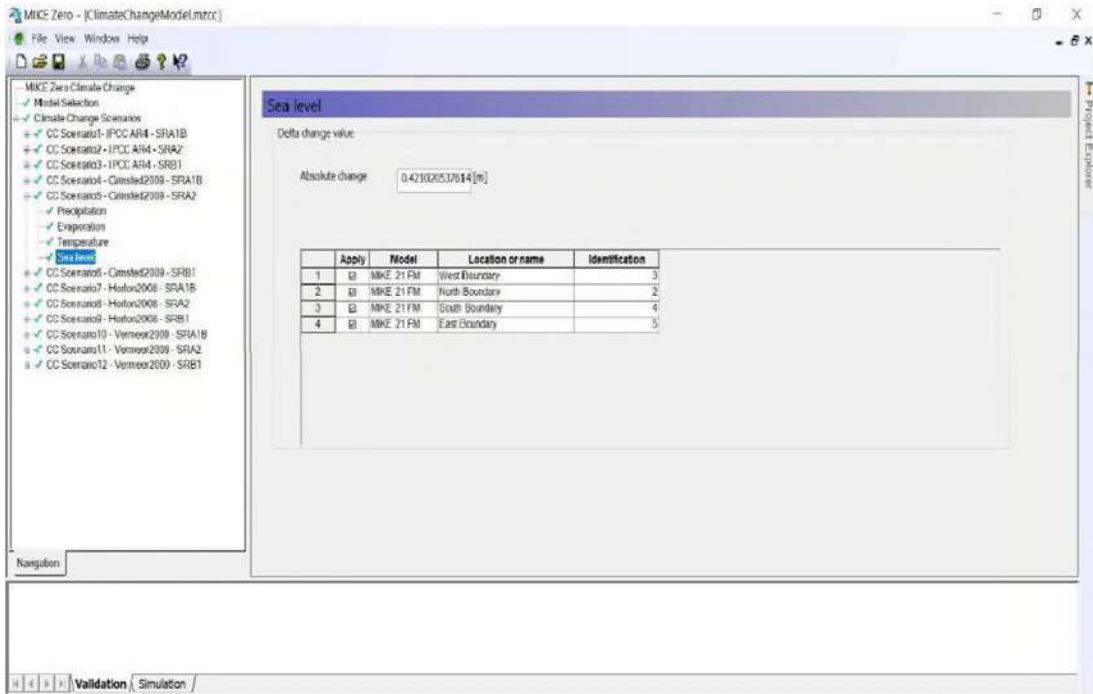 MIKE Zero - [ClimateChangeModel.mzcc]
File View Window Help
MIKE Zero Climate Change
Model Selection
Climate Change Scenarios
CC Scenario1- IPCC AR4 - SRA1B
CC Scenario2 - IPCC AR4 - SRA2
CC Scenario3 - IPCC AR4 - SRB1
CC Scenario4 - Grinsted2009 - SRA1B
CC Scenario5 - Grinsted2009 - SRA2
Precipitation
Evaporation
Temperature
Sea level
CC Scenario6 - Grinsted2009 - SRB1
CC Scenario7 - Horton2008 - SRA1B
CC Scenario8 - Horton2008 - SRA2
CC Scenario9 - Horton2008 - SRB1
CC Scenario10 - Vermeer2009 - SRA1B
CC Scenario11 - Vermeer2009 - SRA2
CC Scenario12 - Vermeer2009 - SRB1
Navigation
Sea level
Delta change value
Absolute change 0.421020537614 [m]
Apply Model Location or name Identification
1 MIKE 21 FM West Boundary 3
2 MIKE 21 FM North Boundary 2
3 MIKE 21 FM South Boundary 4
4 MIKE 21 FM East Boundary 5
Project Explorer
Validation Simulation